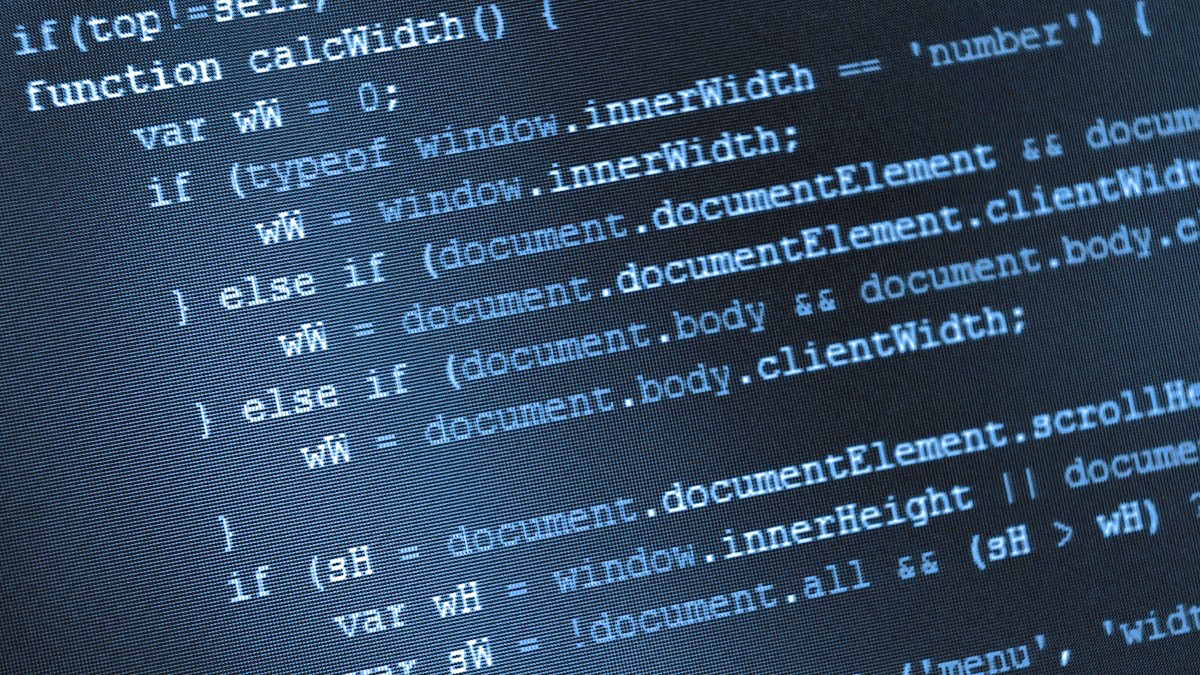 if(top!=self
function calcWidth() {
var wW = 0;
if (typeof window.innerWidth == 'number') {
wW = window.innerWidth;
} else if (document.documentElement && docum
wW = document.documentElement.clientWidt
} else if (document.body && document.body.c
wW = document.body.clientWidth;
}
if (sH = document.documentElement.scrollHe
var wH = window.innerHeight || docume
var sW = !document.all && (sH > wH) ?
('menu', 'widt